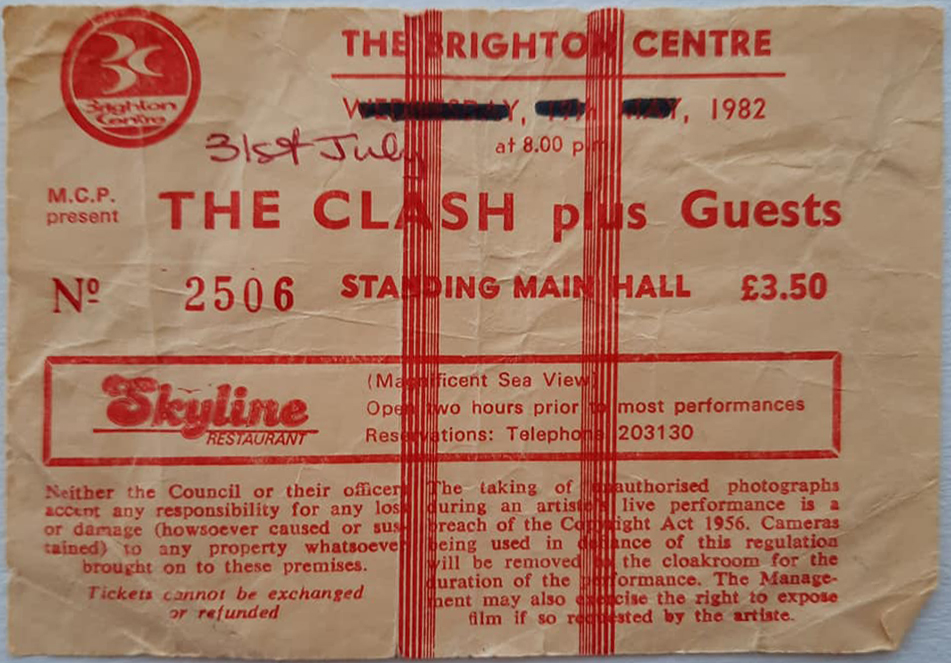 Brighton
Centre
THE BRIGHTON CENTRE
WEDNESDAY, 19th MAY, 1982
31st July
at 8.00 pm
M.C.P.
present
THE CLASH plus Guests
Nº 2506 STANDING MAIN HALL £3.50
Skyline
RESTAURANT
(Magnificent Sea View)
Open two hours prior to most performances
Reservations: Telephone 203130
Neither the Council or their officers
accent any responsibility for any loss
or damage (howsoever caused or sus-
tained) to any property whatsoever
brought on to these premises.
Tickets cannot be exchanged
or refunded
The taking of unauthorised photographs
during an artiste's live performance is a
breach of the Copyright Act 1956. Cameras
being used in defiance of this regulation
will be removed to the cloakroom for the
duration of the performance. The Manage-
ment may also exercise the right to expose
film if so requested by the artiste.